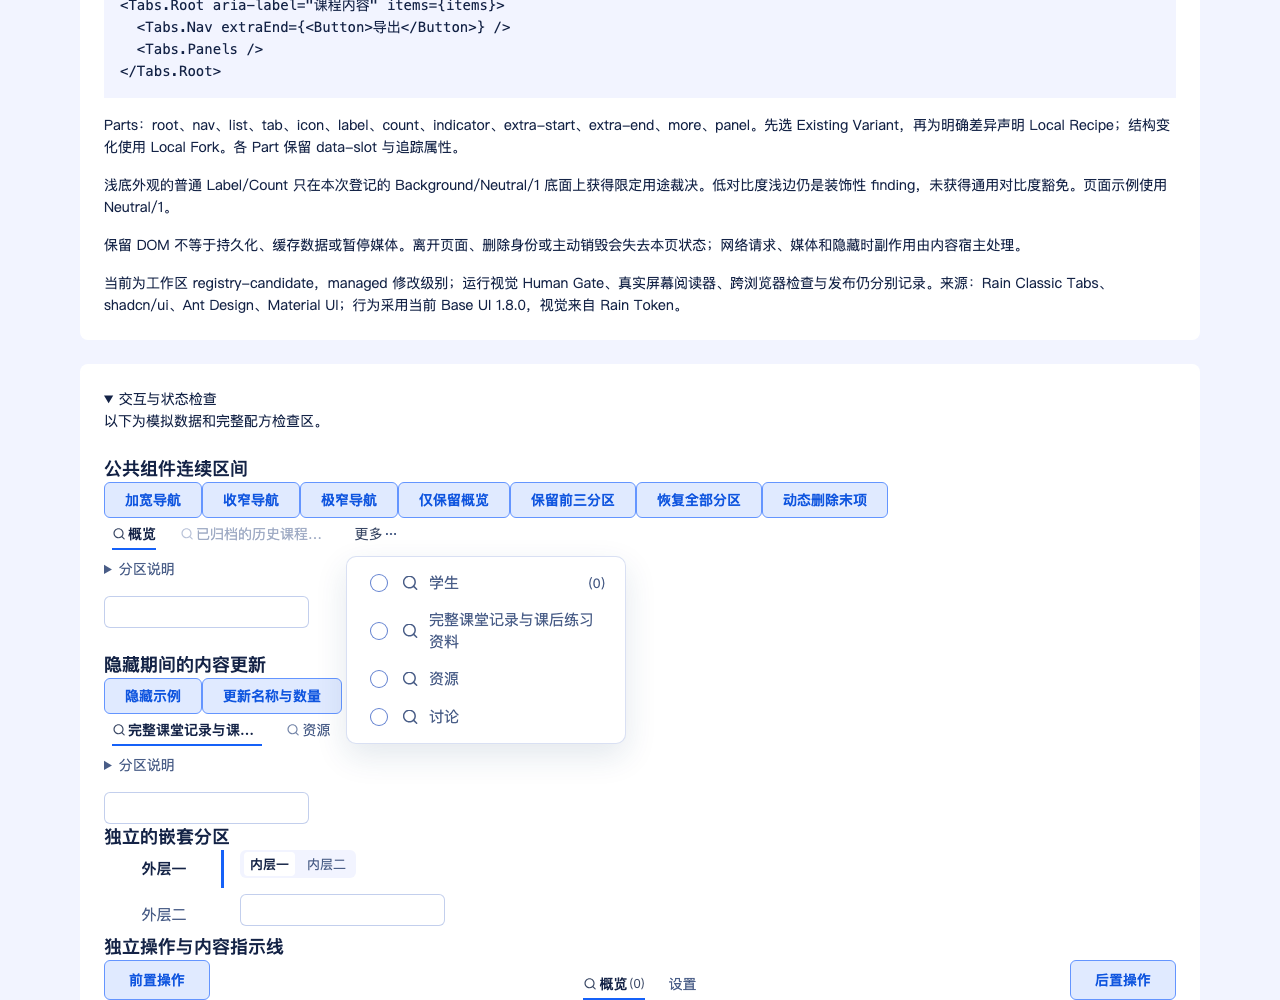 <Tabs.Root aria-label="课程内容" items={items}>
<Tabs.Nav extraEnd={<Button>导出</Button>} />
<Tabs.Panels />
</Tabs.Root>
Parts：root、nav、list、tab、icon、label、count、indicator、extra-start、extra-end、more、panel。先选 Existing Variant，再为明确差异声明 Local Recipe；结构变
化使用 Local Fork。各 Part 保留 data-slot 与追踪属性。
浅底外观的普通 Label/Count 只在本次登记的 Background/Neutral/1 底面上获得限定用途裁决。低对比度浅边仍是装饰性 finding，未获得通用对比度豁免。页面示例使用
Neutral/1。
保留 DOM 不等于持久化、缓存数据或暂停媒体。离开页面、删除身份或主动销毁会失去本页状态；网络请求、媒体和隐藏时副作用由内容宿主处理。
当前为工作区 registry-candidate，managed 修改级别；运行视觉 Human Gate、真实屏幕阅读器、跨浏览器检查与发布仍分别记录。来源：Rain Classic Tabs、
shadcn/ui、Ant Design、Material UI；行为采用当前 Base UI 1.8.0，视觉来自 Rain Token。
▼ 交互与状态检查
以下为模拟数据和完整配方检查区。
公共组件连续区间
加宽导航 收窄导航 极窄导航 仅保留概览 保留前三分区 恢复全部分区 动态删除末项
概览 已归档的历史课程… 更多 ···
▶ 分区说明
学生 (0)
完整课堂记录与课后练习
资料
资源
讨论
隐藏期间的内容更新
隐藏示例 更新名称与数量
完整课堂记录与课… 资源
▶ 分区说明
独立的嵌套分区
外层一 内层一 内层二
外层二
独立操作与内容指示线
前置操作 概览 (0) 设置 后置操作